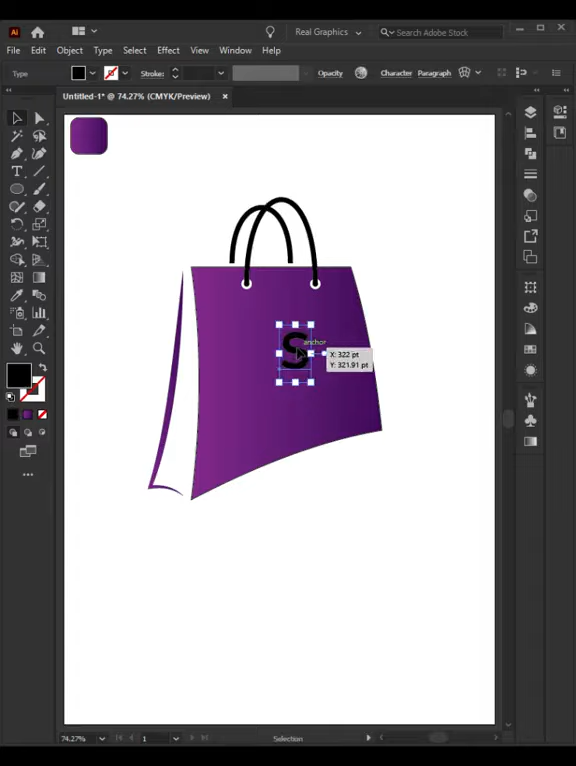 Ai
Real Graphics
Search Adobe Stock
File Edit Object Type Select Effect View Window Help
Type
Stroke:
Opacity
Character
Paragraph
Untitled-1* @ 74.27% (CMYK/Preview) ×
T
S
anchor
X: 322 pt
Y: 321.91 pt
74.27%
1
Selection